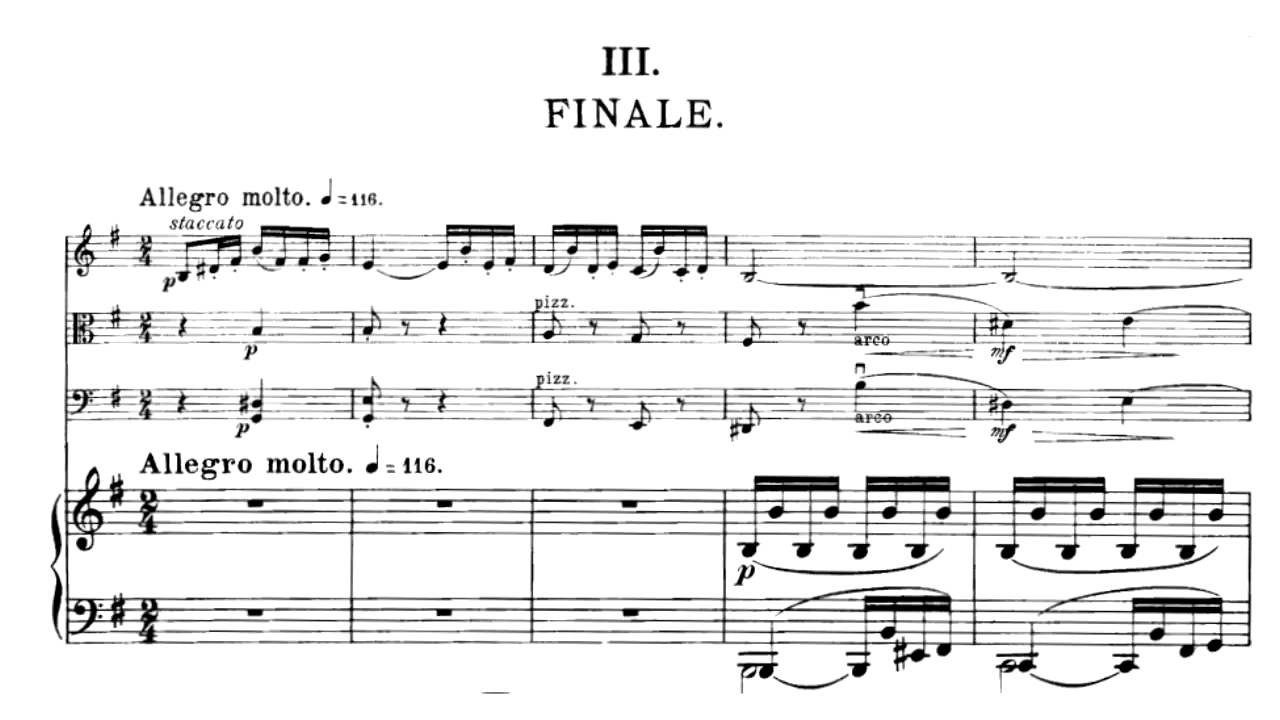 III.
FINALE.
Allegro molto. ♩=116.
staccato
p
pizz.
p
arco
mf
pizz.
p
arco
mf
Allegro molto. ♩=116.
p